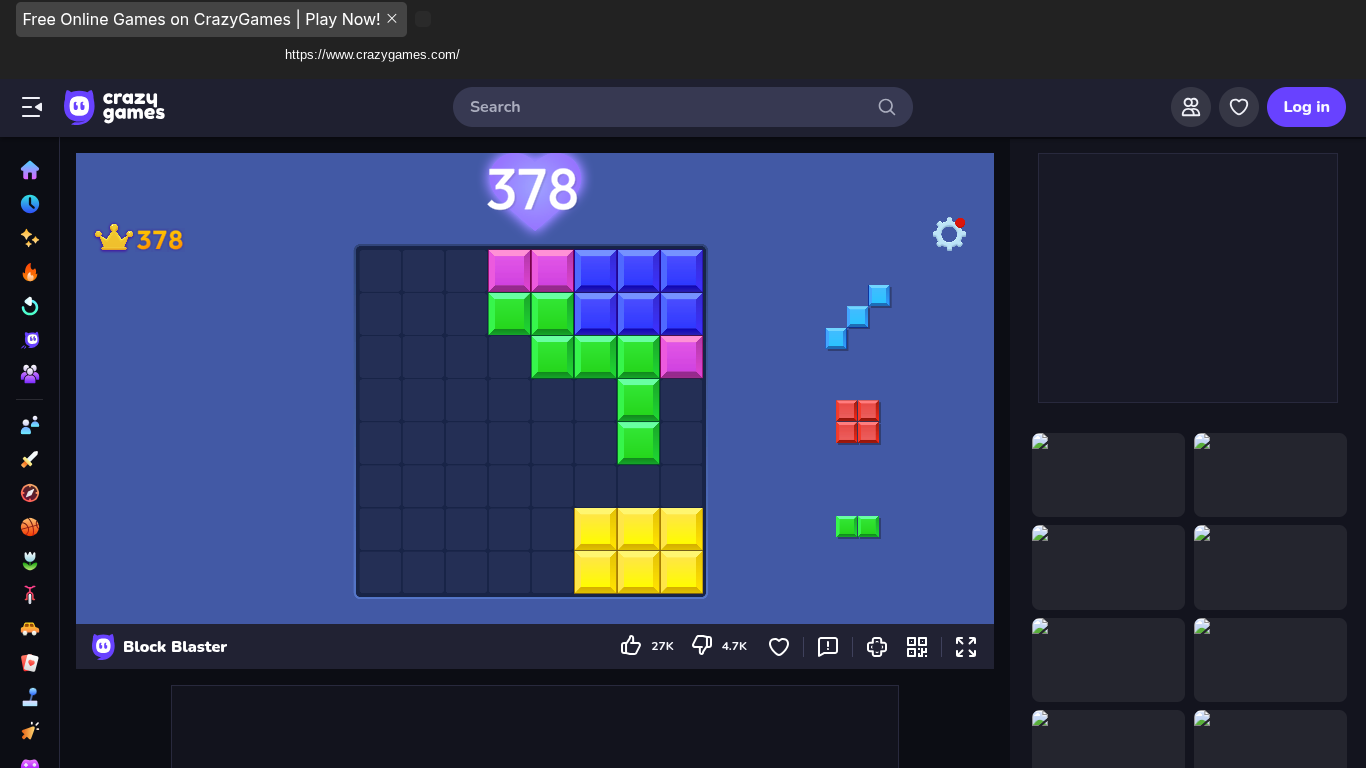 Free Online Games on CrazyGames | Play Now!
https://www.crazygames.com/
crazy
games
Search
Log in
378
378
Block Blaster
27K
4.7K